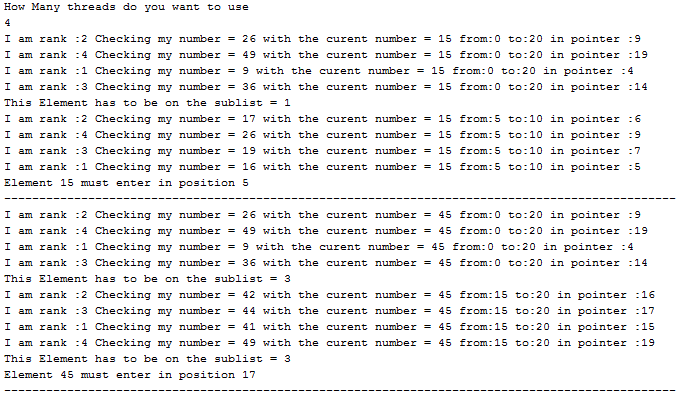 How Many threads do you want to use
4
I am rank :2 Checking my number = 26 with the curent number = 15 from:0 to:20 in pointer :9
I am rank :4 Checking my number = 49 with the curent number = 15 from:0 to:20 in pointer :19
I am rank :1 Checking my number = 9 with the curent number = 15 from:0 to:20 in pointer :4
I am rank :3 Checking my number = 36 with the curent number = 15 from:0 to:20 in pointer :14
This Element has to be on the sublist = 1
I am rank :2 Checking my number = 17 with the curent number = 15 from:5 to:10 in pointer :6
I am rank :4 Checking my number = 26 with the curent number = 15 from:5 to:10 in pointer :9
I am rank :3 Checking my number = 19 with the curent number = 15 from:5 to:10 in pointer :7
I am rank :1 Checking my number = 16 with the curent number = 15 from:5 to:10 in pointer :5
Element 15 must enter in position 5
------------------------------------------------------------------------------------------------
I am rank :2 Checking my number = 26 with the curent number = 45 from:0 to:20 in pointer :9
I am rank :4 Checking my number = 49 with the curent number = 45 from:0 to:20 in pointer :19
I am rank :1 Checking my number = 9 with the curent number = 45 from:0 to:20 in pointer :4
I am rank :3 Checking my number = 36 with the curent number = 45 from:0 to:20 in pointer :14
This Element has to be on the sublist = 3
I am rank :2 Checking my number = 42 with the curent number = 45 from:15 to:20 in pointer :16
I am rank :3 Checking my number = 44 with the curent number = 45 from:15 to:20 in pointer :17
I am rank :1 Checking my number = 41 with the curent number = 45 from:15 to:20 in pointer :15
I am rank :4 Checking my number = 49 with the curent number = 45 from:15 to:20 in pointer :19
This Element has to be on the sublist = 3
Element 45 must enter in position 17
------------------------------------------------------------------------------------------------